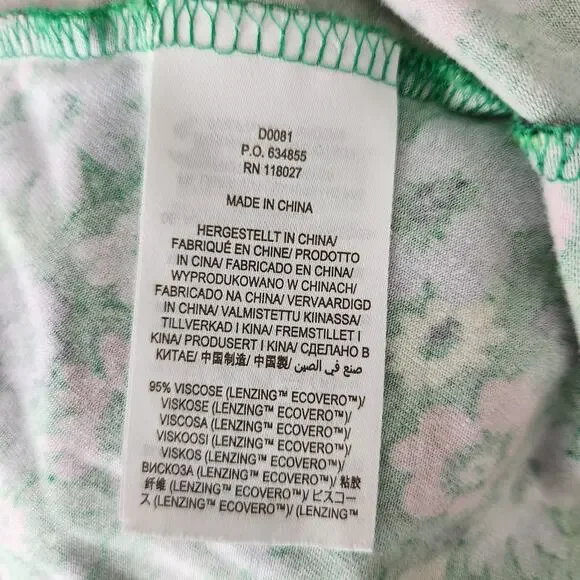 D0081
P.O. 634855
RN 118027
MADE IN CHINA
HERGESTELLT IN CHINA/
FABRIQUÉ EN CHINE/ PRODOTTO
IN CINA/ FABRICADO EN CHINA/
WYPRODUKOWANO W CHINACH/
FABRICADO NA CHINA/ VERVAARDIGD
IN CHINA/ VALMISTETTU KIINASSA/
TILLVERKAD I KINA/ FREMSTILLET I
KINA/ PRODUSERT I KINA/ СДЕЛАНО В
КИТАЕ/ 中国制造/ 中国製/ صنع في الصين
95% VISCOSE (LENZING™ ECOVERO™)/
VISKOSE (LENZING™ ECOVERO™)/
VISCOSA (LENZING™ ECOVERO™)/
VISKOOSI (LENZING™ ECOVERO™)/
VISKOS (LENZING™ ECOVERO™)/
ВИСКОЗА (LENZING™ ECOVERO™)/ 粘胶
纤维 (LENZING™ ECOVERO™)/ ビスコー
ス (LENZING™ ECOVERO™)/ (LENZING™